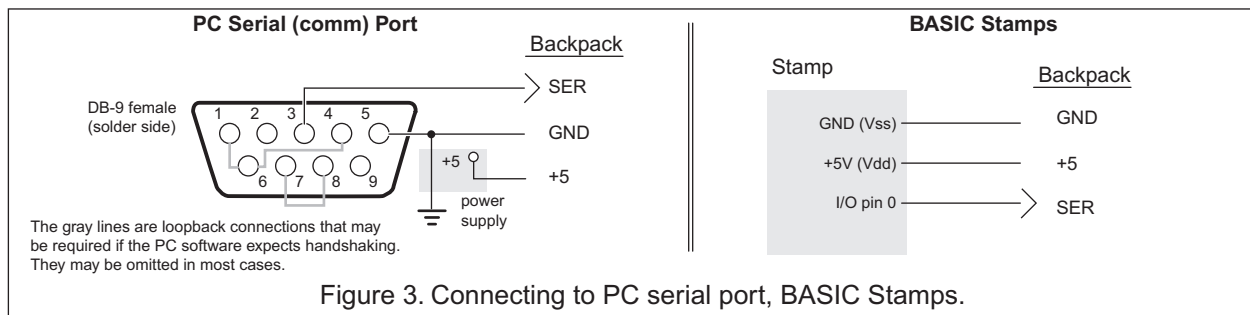 PC Serial (comm) Port
Backpack
SER
DB-9 female
(solder side)
1 2 3 4 5
GND
6 7 8 9
+5
+5
power
supply
The gray lines are loopback connections that may
be required if the PC software expects handshaking.
They may be omitted in most cases.
BASIC Stamps
Stamp
Backpack
GND (Vss)
GND
+5V (Vdd)
+5
I/O pin 0
SER
Figure 3. Connecting to PC serial port, BASIC Stamps.